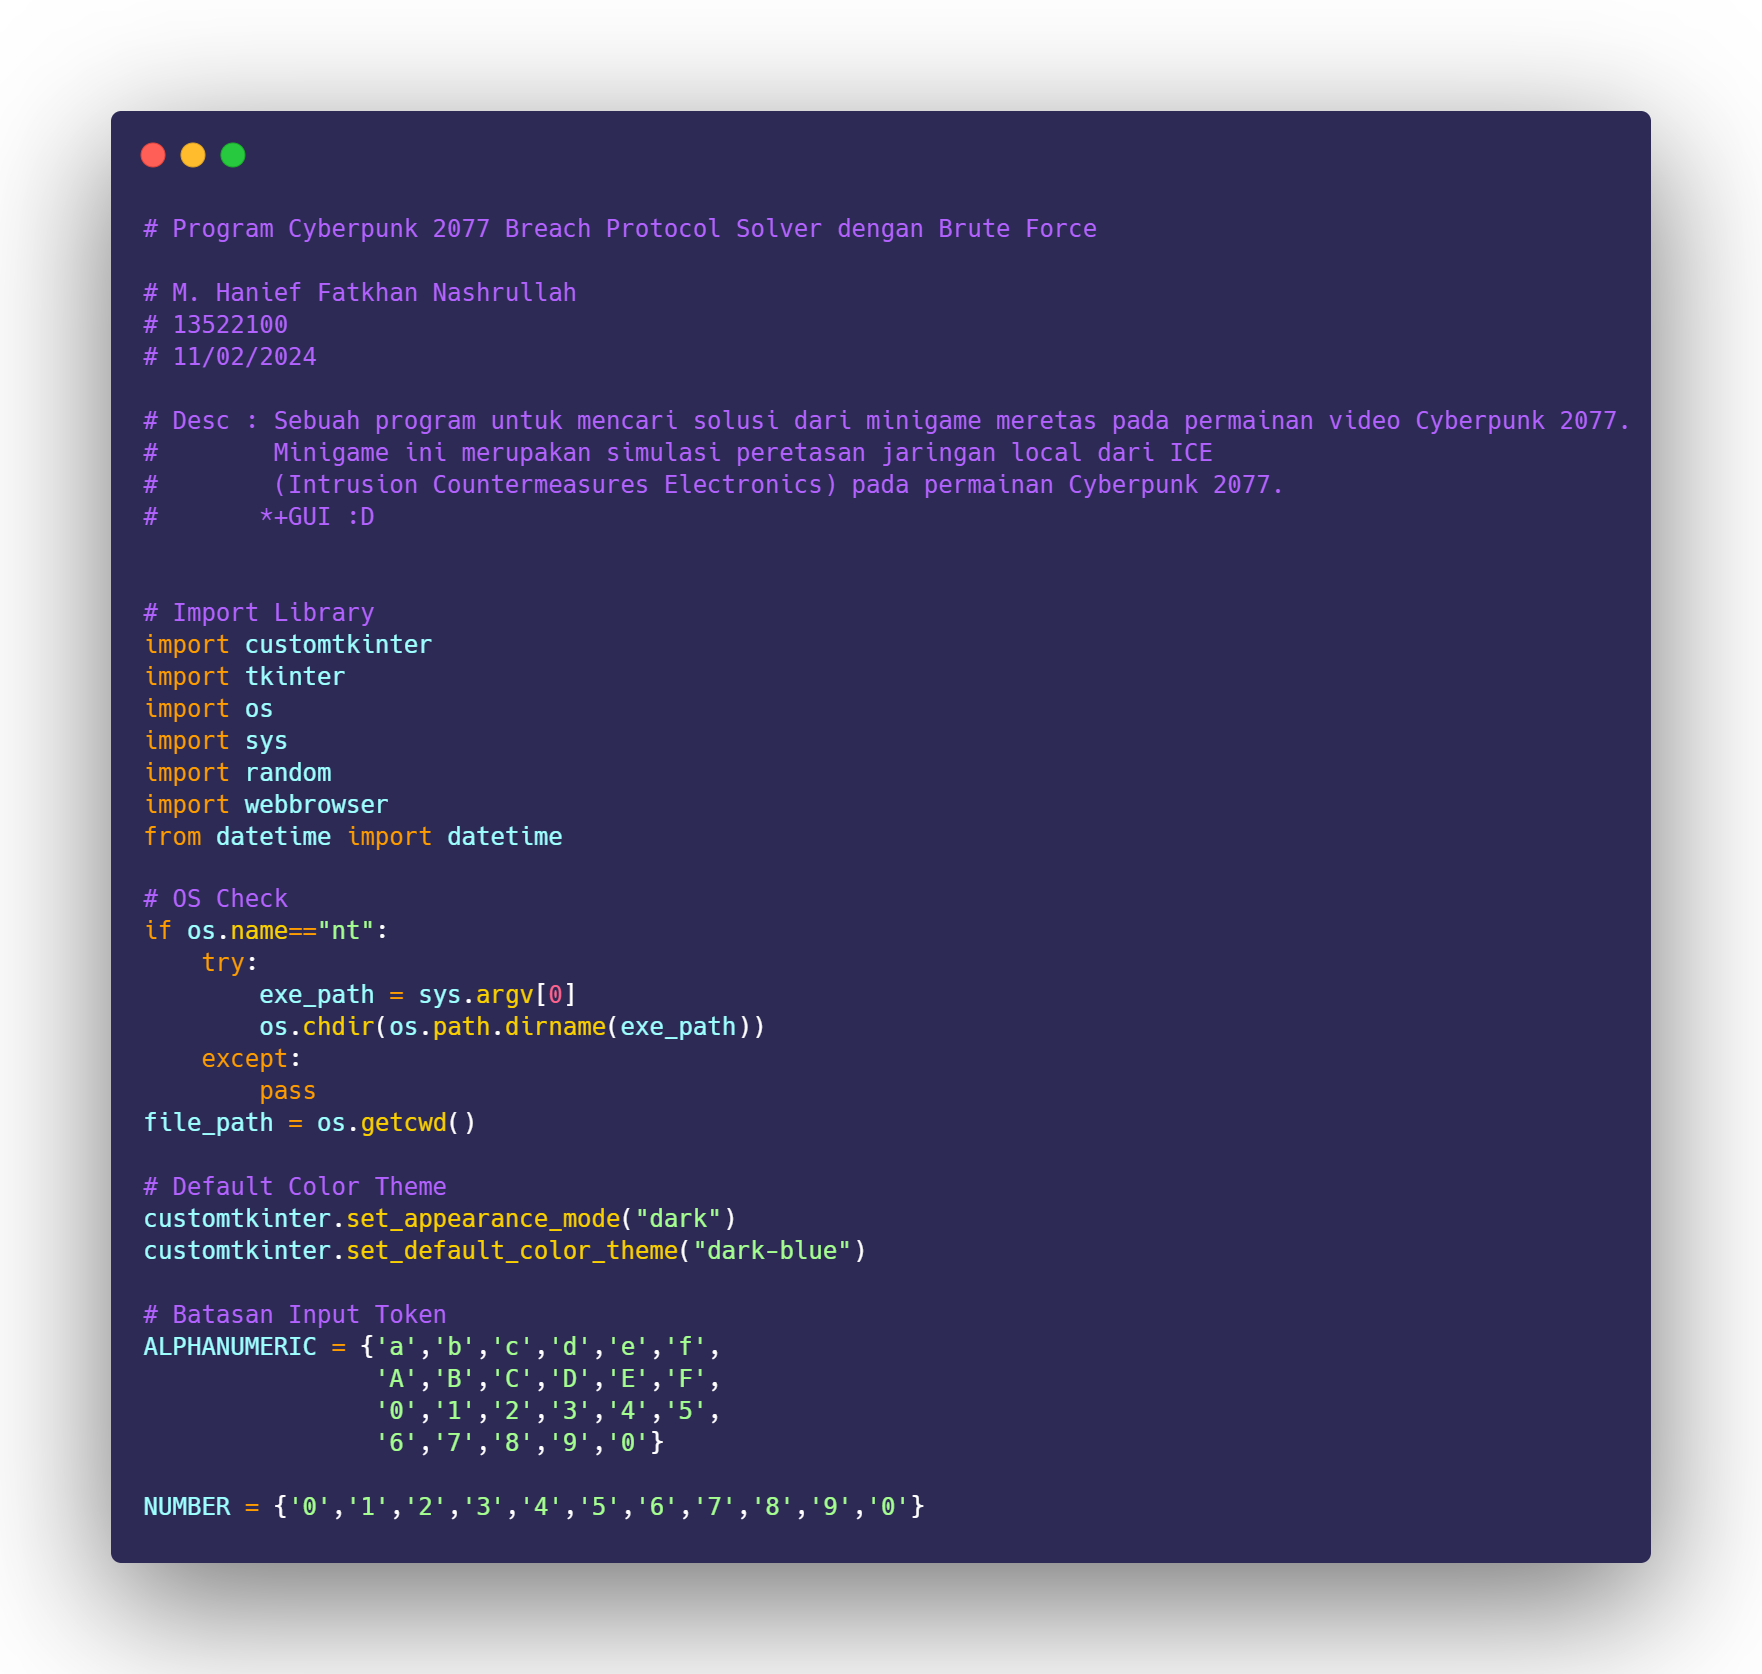 # Program Cyberpunk 2077 Breach Protocol Solver dengan Brute Force

# M. Hanief Fatkhan Nashrullah
# 13522100
# 11/02/2024

# Desc : Sebuah program untuk mencari solusi dari minigame meretas pada permainan video Cyberpunk 2077.
#        Minigame ini merupakan simulasi peretasan jaringan local dari ICE
#        (Intrusion Countermeasures Electronics) pada permainan Cyberpunk 2077.
#       *+GUI :D


# Import Library
import customtkinter
import tkinter
import os
import sys
import random
import webbrowser
from datetime import datetime

# OS Check
if os.name=="nt":
    try:
        exe_path = sys.argv[0]
        os.chdir(os.path.dirname(exe_path))
    except:
        pass
file_path = os.getcwd()

# Default Color Theme
customtkinter.set_appearance_mode("dark")
customtkinter.set_default_color_theme("dark-blue")

# Batasan Input Token
ALPHANUMERIC = {'a','b','c','d','e','f',
                'A','B','C','D','E','F',
                '0','1','2','3','4','5',
                '6','7','8','9','0'}

NUMBER = {'0','1','2','3','4','5','6','7','8','9','0'}